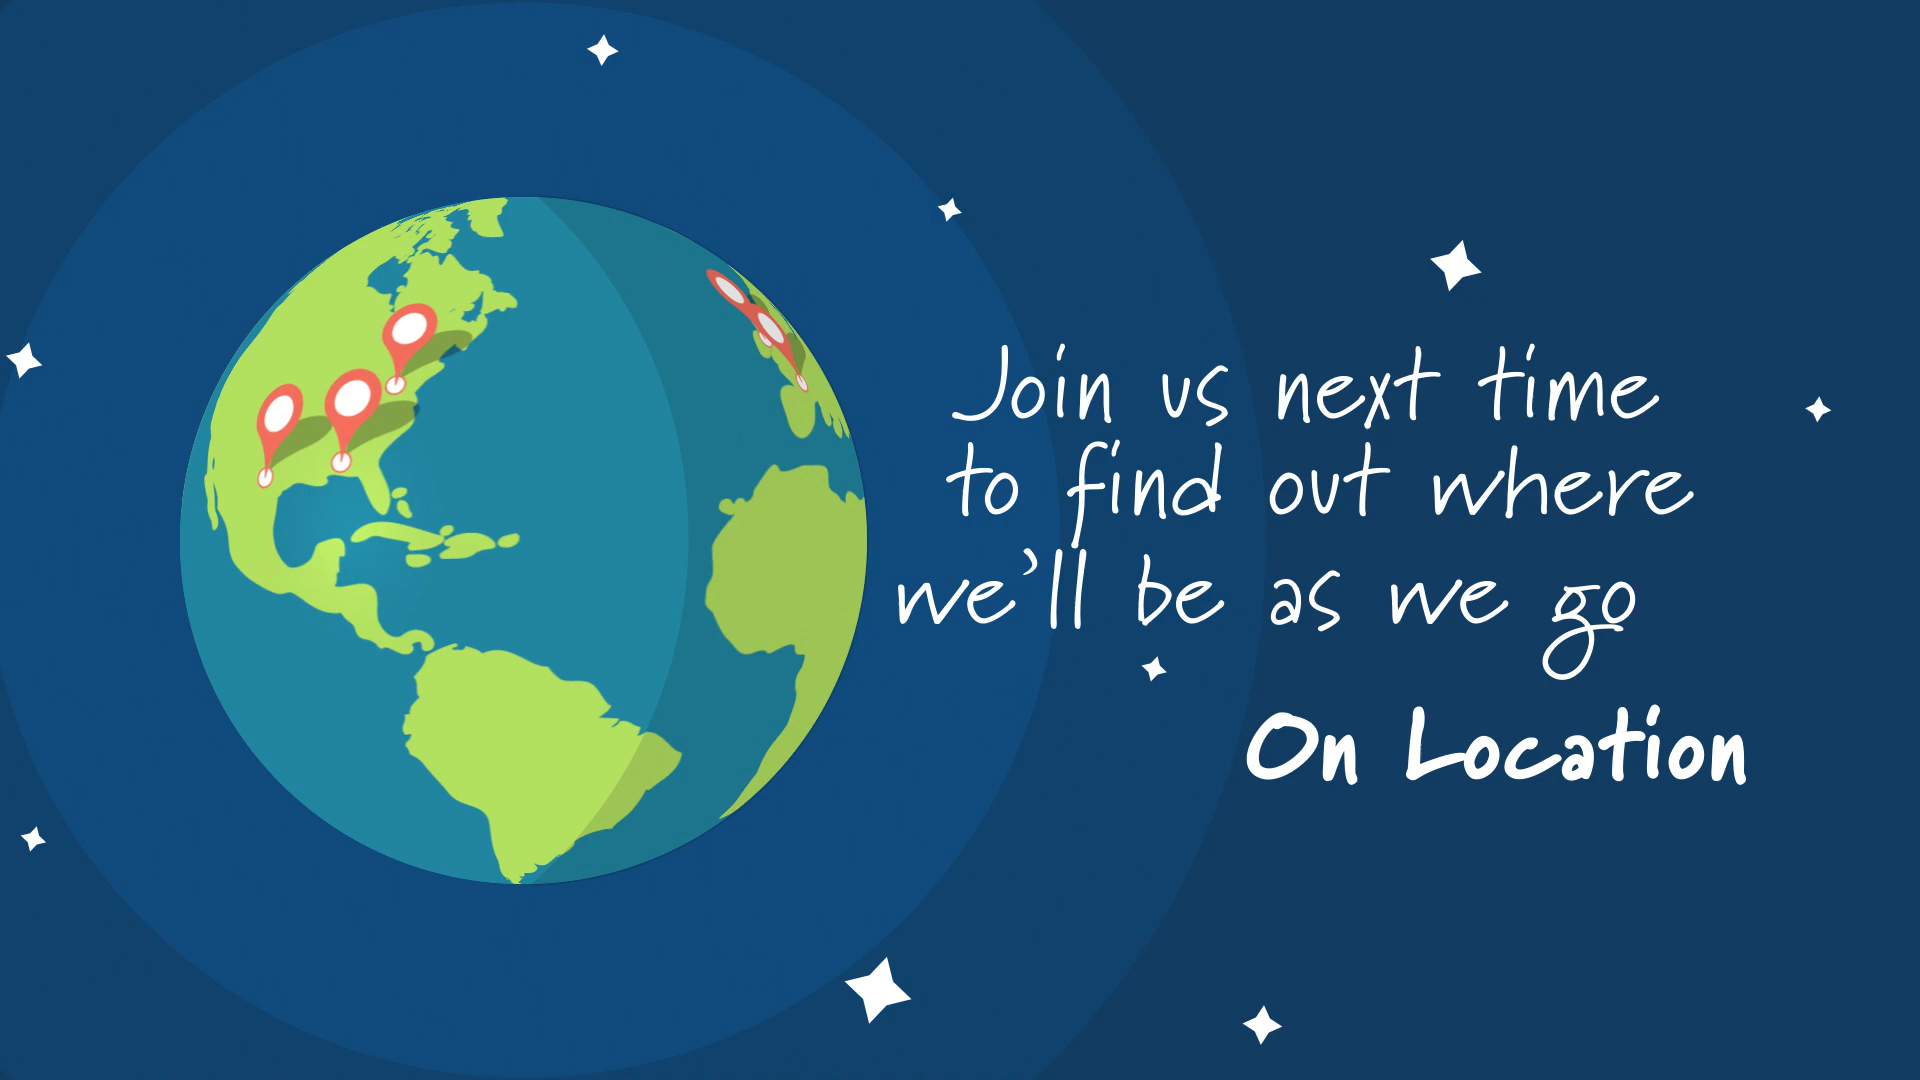 Join us next time
to find out where
we'll be as we go
On Location